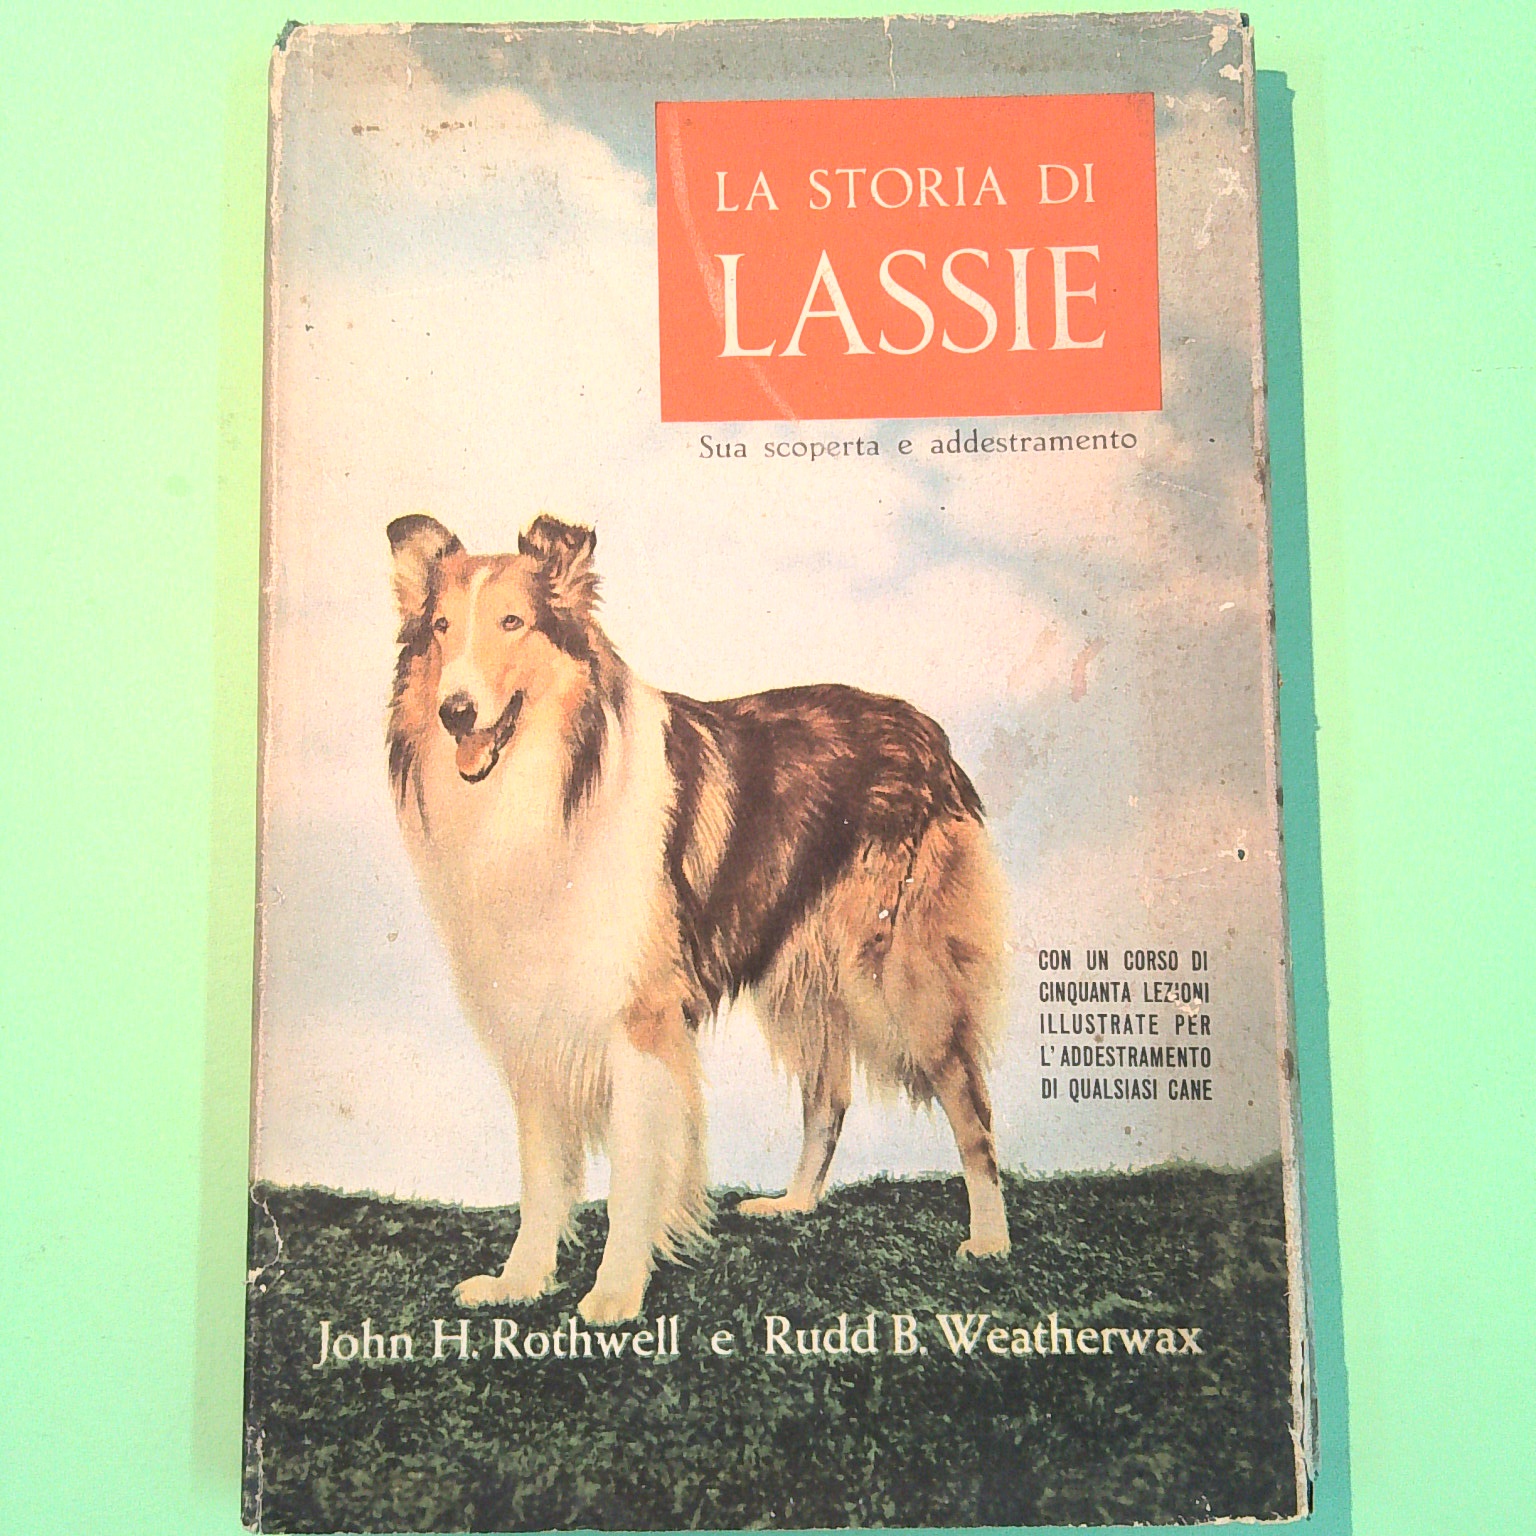 LA STORIA DI
LASSIE
Sua scoperta e addestramento
CON UN CORSO DI
CINQUANTA LEZIONI
ILLUSTRATE PER
L'ADDESTRAMENTO
DI QUALSIASI CANE
John H. Rothwell e Rudd B. Weatherwax